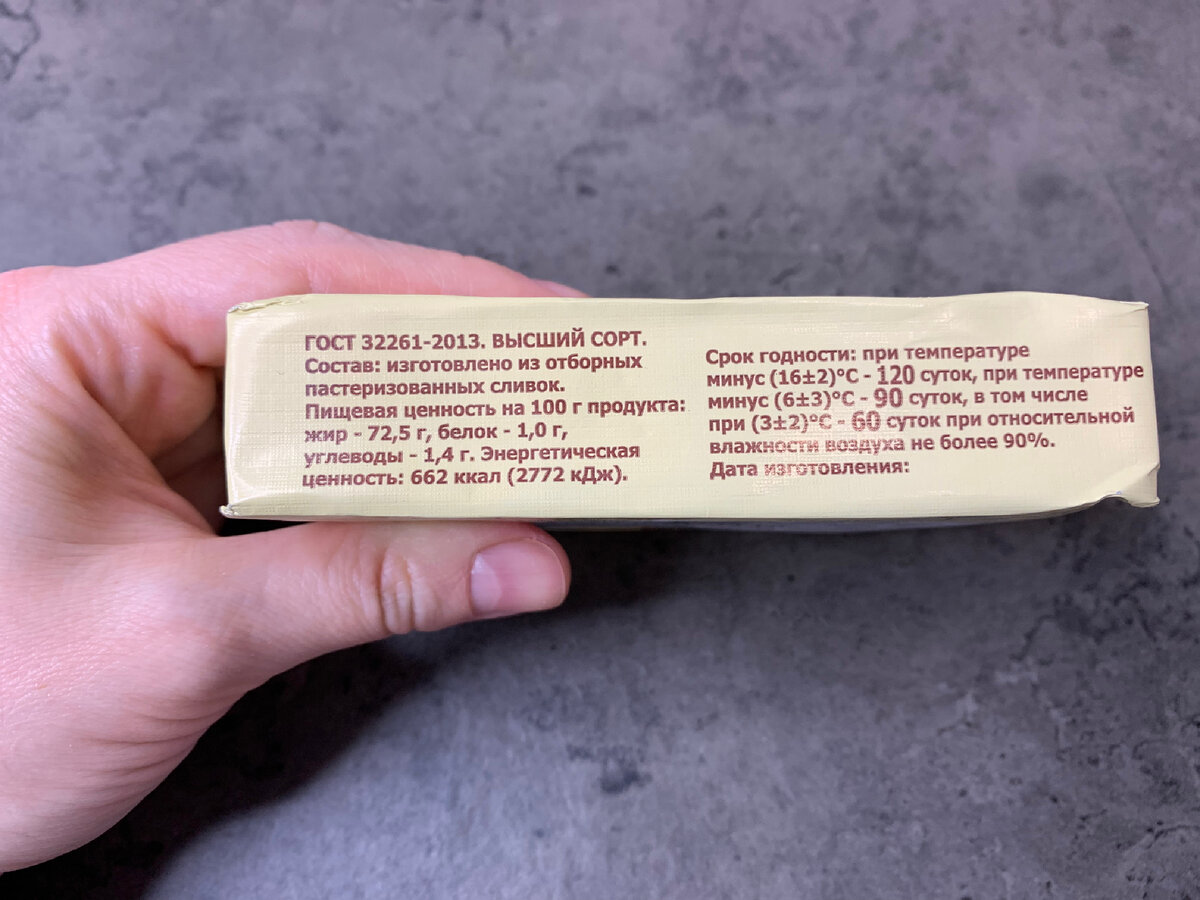 ГОСТ 32261-2013. ВЫСШИЙ СОРТ.
Состав: изготовлено из отборных
пастеризованных сливок.
Пищевая ценность на 100 г продукта:
жир - 72,5 г, белок - 1,0 г,
углеводы - 1,4 г. Энергетическая
ценность: 662 ккал (2772 кДж).
Срок годности: при температуре
минус (16±2)°С - 120 суток, при температуре
минус (6±3)°С - 90 суток, в том числе
при (3±2)°С - 60 суток при относительной
влажности воздуха не более 90%.
Дата изготовления: